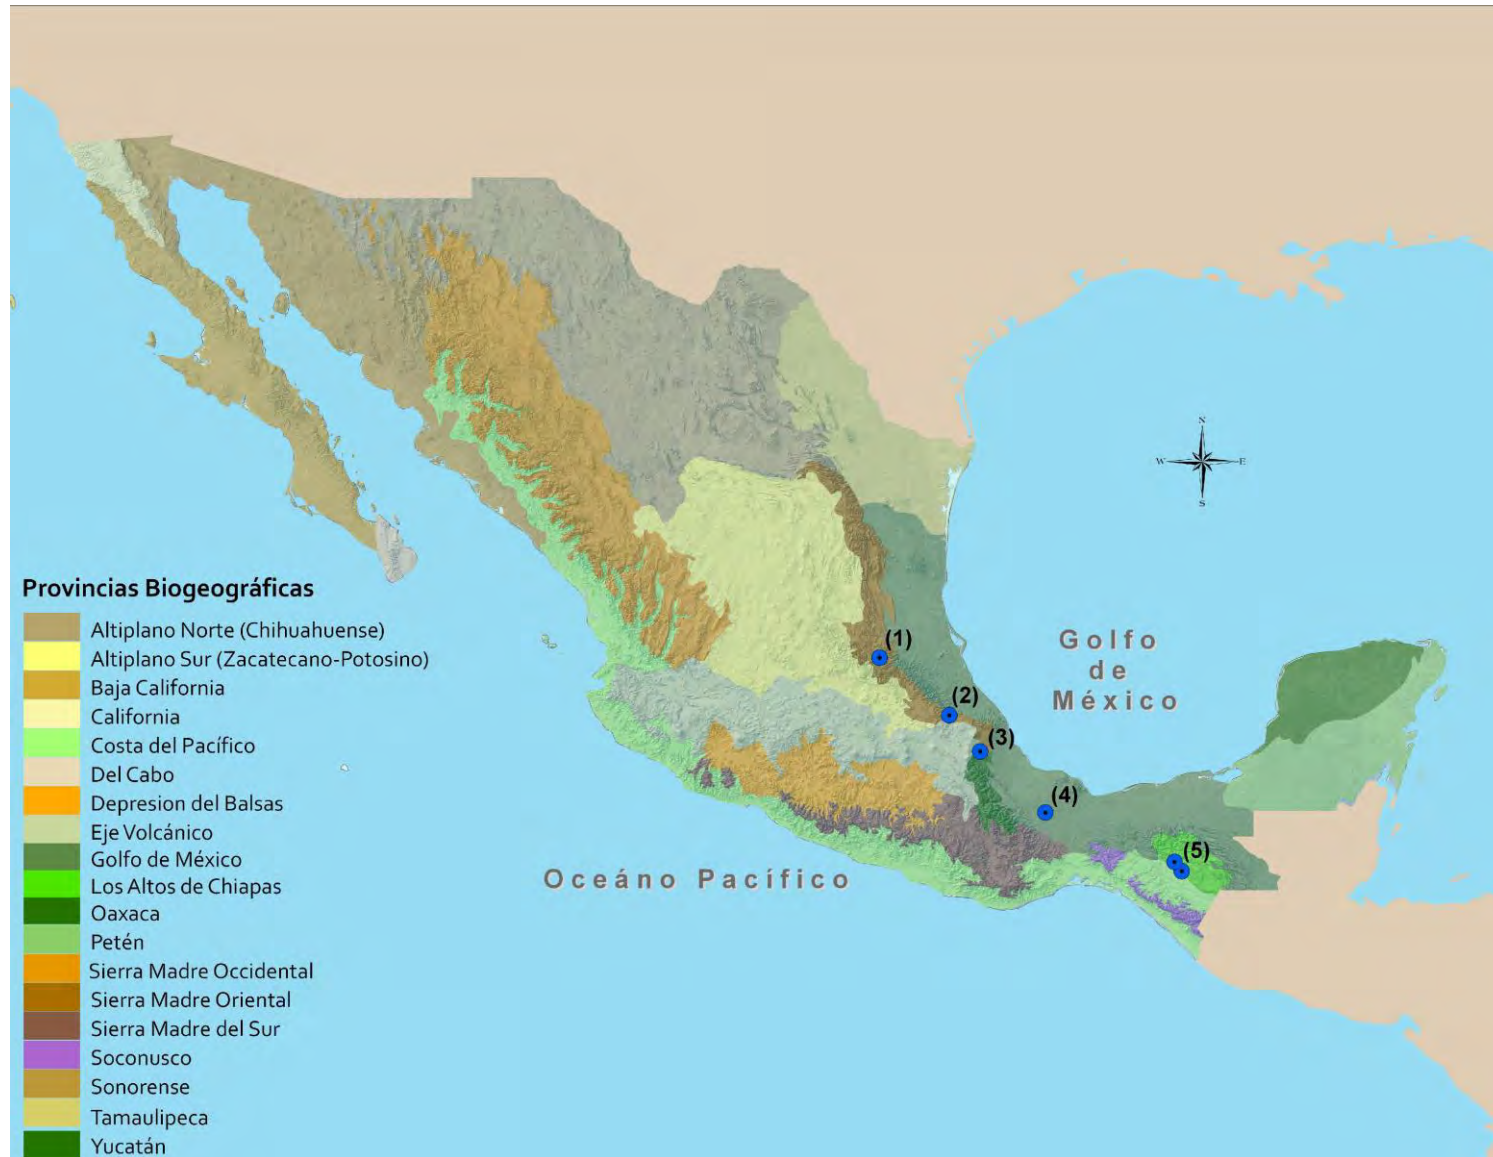 N
W E
S
(1)
Golfo
de
México
(2)
(3)
(4)
(5)
Oceáno Pacífico
Provincias Biogeográficas
Altiplano Norte (Chihuahuense)
Altiplano Sur (Zacatecano-Potosino)
Baja California
California
Costa del Pacífico
Del Cabo
Depresion del Balsas
Eje Volcánico
Golfo de México
Los Altos de Chiapas
Oaxaca
Petén
Sierra Madre Occidental
Sierra Madre Oriental
Sierra Madre del Sur
Soconusco
Sonorense
Tamaulipeca
Yucatán